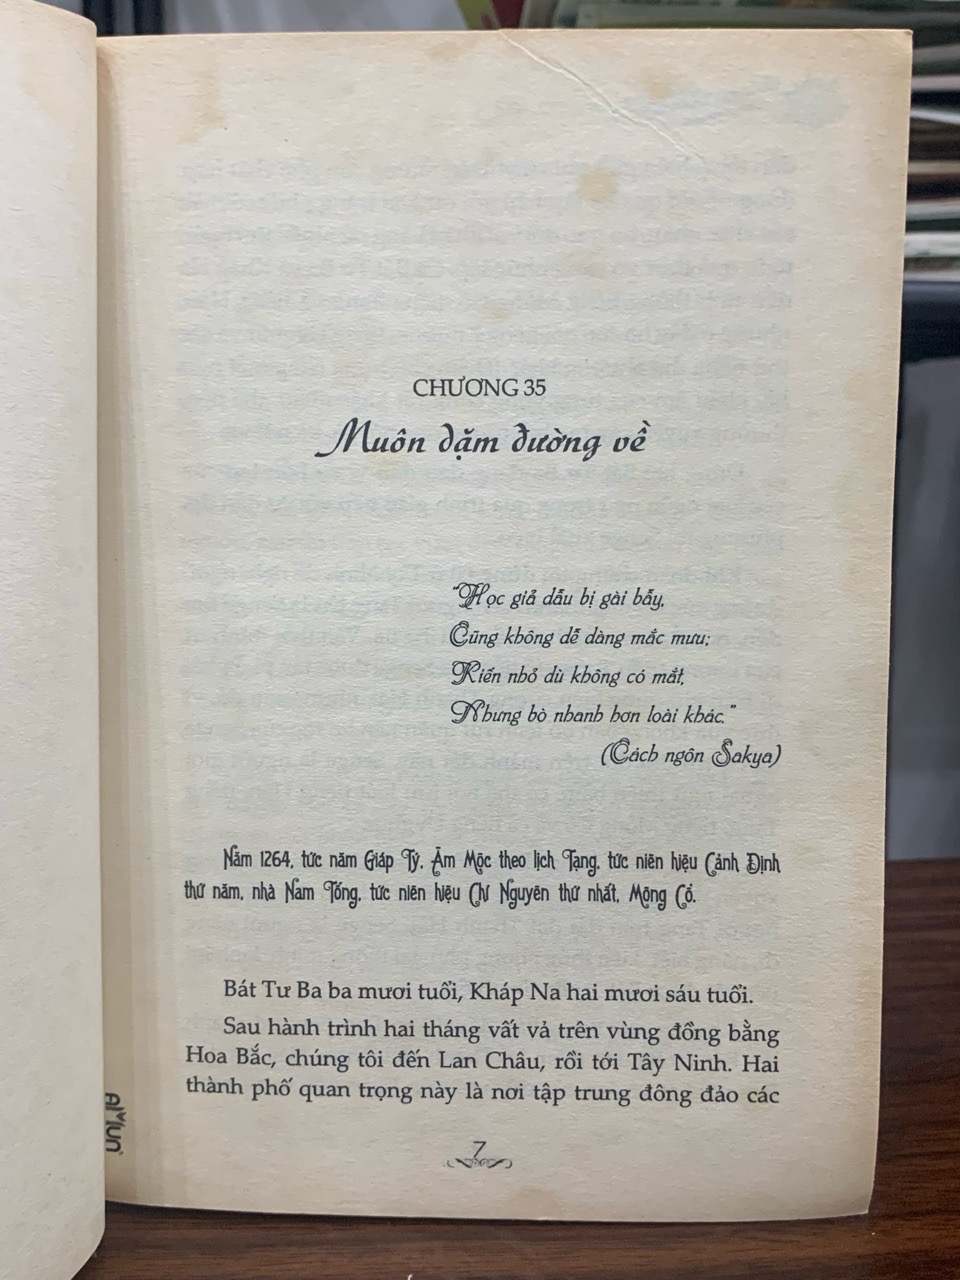 CHƯƠNG 35
Muôn dặm đường về
"Học giả dẫu bị gài bẫy,
Cũng không dễ dàng mắc mưu;
Kiến nhỏ dù không có mắt,
Nhưng bò nhanh hơn loài khác."
(Cách ngôn Sakya)
Năm 1264, tức năm Giáp Tý, Âm Mộc theo lịch Tạng, tức niên hiệu Cảnh Định
thứ năm, nhà Nam Tống, tức niên hiệu Chí Nguyên thứ nhất, Mông Cổ.
Bát Tư Ba ba mươi tuổi, Kháp Na hai mươi sáu tuổi.
Sau hành trình hai tháng vất vả trên vùng đồng bằng
Hoa Bắc, chúng tôi đến Lan Châu, rồi tới Tây Ninh. Hai
thành phố quan trọng này là nơi tập trung đông đảo các
7